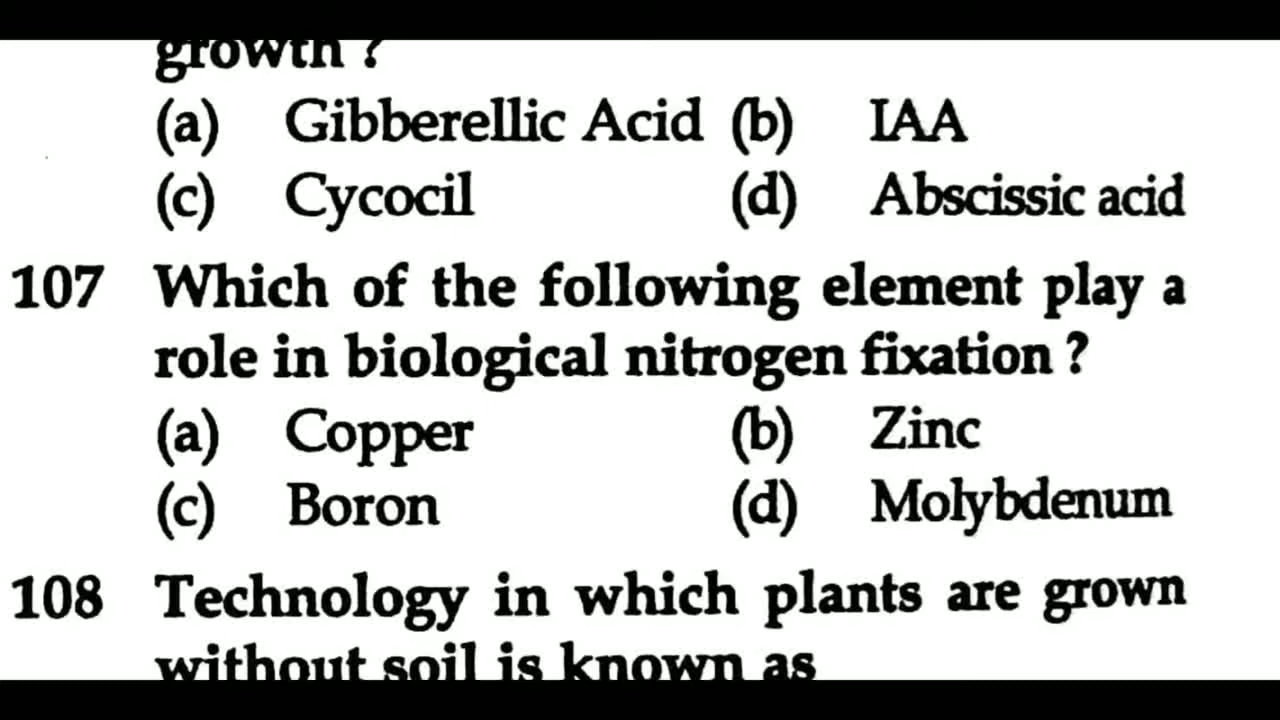 growth ?
(a) Gibberellic Acid (b) IAA
(c) Cycocil (d) Abscissic acid
107 Which of the following element play a
role in biological nitrogen fixation ?
(a) Copper (b) Zinc
(c) Boron (d) Molybdenum
108 Technology in which plants are grown
without soil is known as